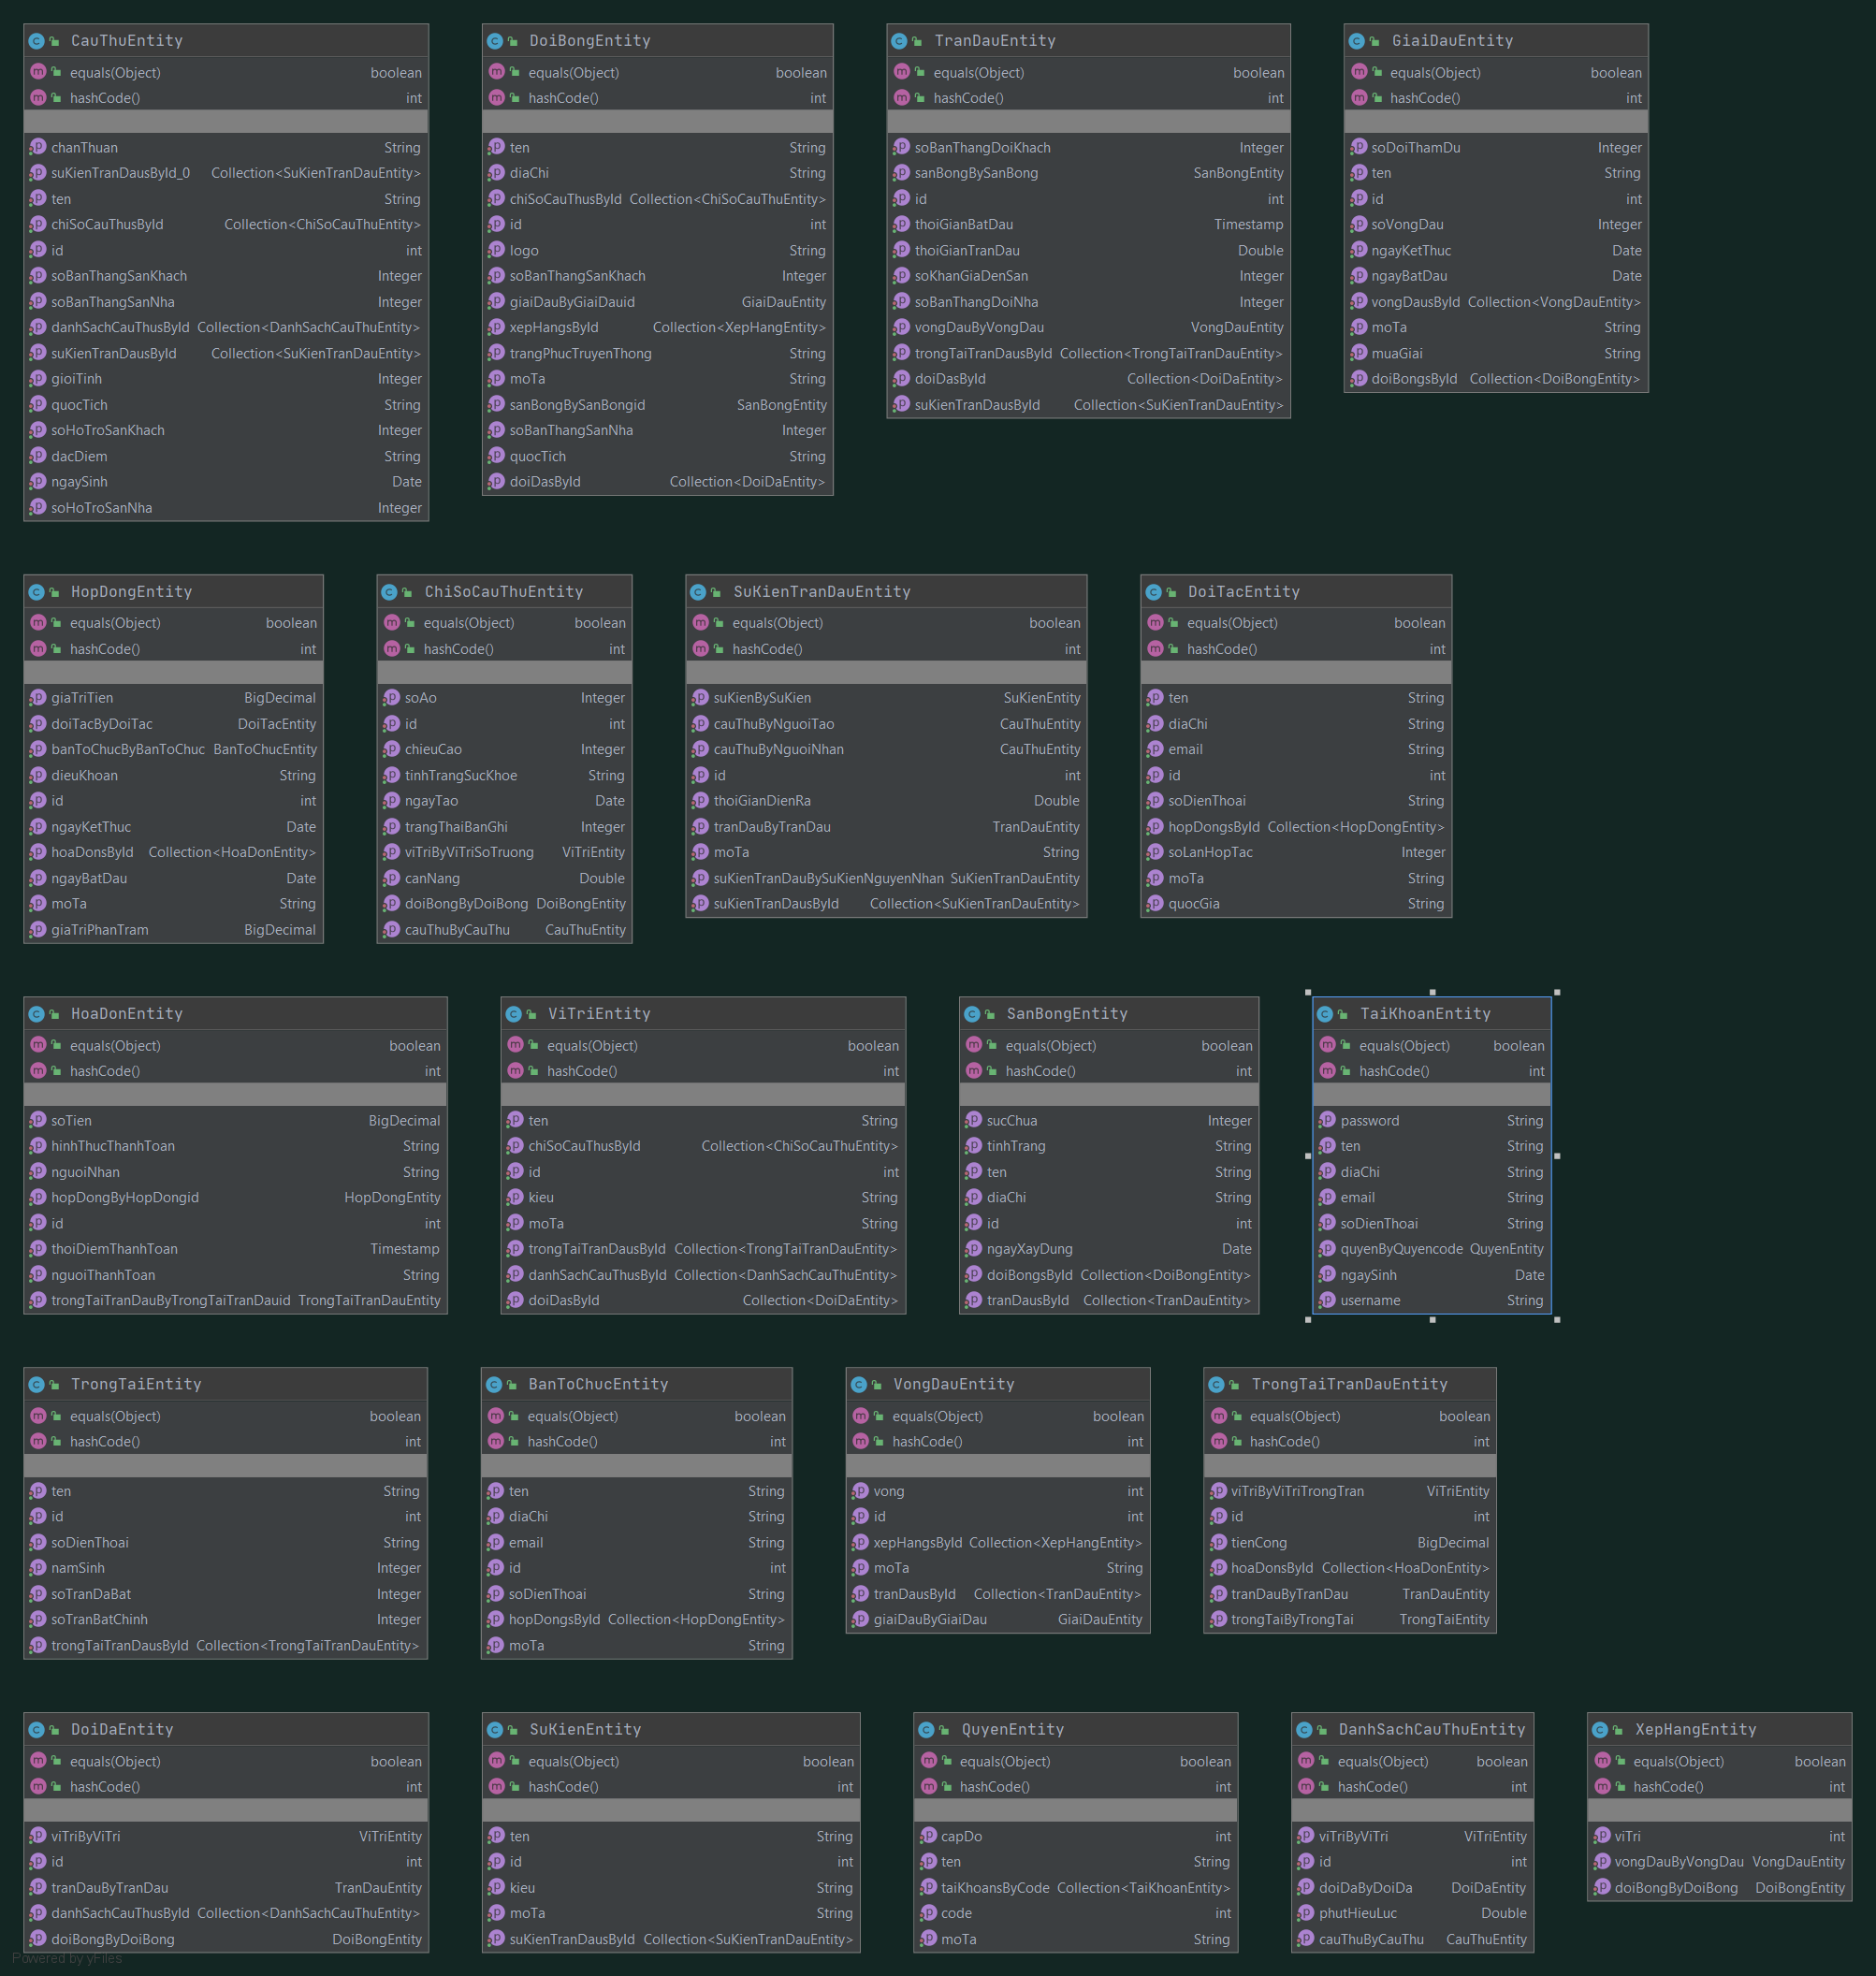 CauThuEntity
equals(Object) boolean
hashCode() int
chanThuan String
suKienTranDausById_0 Collection<SuKienTranDauEntity>
ten String
chiSoCauThusById Collection<ChiSoCauThuEntity>
id int
soBanThangSanKhach Integer
soBanThangSanNha Integer
danhSachCauThusById Collection<DanhSachCauThuEntity>
suKienTranDausById Collection<SuKienTranDauEntity>
gioiTinh Integer
quocTich String
soHoTroSanKhach Integer
dacDiem String
ngaySinh Date
soHoTroSanNha Integer
DoiBongEntity
equals(Object) boolean
hashCode() int
ten String
diaChi String
chiSoCauThusById Collection<ChiSoCauThuEntity>
id int
logo String
soBanThangSanKhach Integer
giaiDauByGiaiDauid GiaiDauEntity
xepHangsById Collection<XepHangEntity>
trangPhucTruyenThong String
moTa String
sanBongBySanBongid SanBongEntity
soBanThangSanNha Integer
quocTich String
doiDasById Collection<DoiDaEntity>
TranDauEntity
equals(Object) boolean
hashCode() int
soBanThangDoiKhach Integer
sanBongBySanBong SanBongEntity
id int
thoiGianBatDau Timestamp
thoiGianTranDau Double
soKhanGiaDenSan Integer
soBanThangDoiNha Integer
vongDauByVongDau VongDauEntity
trongTaiTranDausById Collection<TrongTaiTranDauEntity>
doiDasById Collection<DoiDaEntity>
suKienTranDausById Collection<SuKienTranDauEntity>
GiaiDauEntity
equals(Object) boolean
hashCode() int
soDoiThamDu Integer
ten String
id int
soVongDau Integer
ngayKetThuc Date
ngayBatDau Date
vongDausById Collection<VongDauEntity>
moTa String
muaGiai String
doiBongsById Collection<DoiBongEntity>
HopDongEntity
equals(Object) boolean
hashCode() int
giaTriTien BigDecimal
doiTacByDoiTac DoiTacEntity
banToChucByBanToChuc BanToChucEntity
dieuKhoan String
id int
ngayKetThuc Date
hoaDonsById Collection<HoaDonEntity>
ngayBatDau Date
moTa String
giaTriPhanTram BigDecimal
ChiSoCauThuEntity
equals(Object) boolean
hashCode() int
soAo Integer
id int
chieuCao Integer
tinhTrangSucKhoe String
ngayTao Date
trangThaiBanGhi Integer
viTriByViTriSoTruong ViTriEntity
canNang Double
doiBongByDoiBong DoiBongEntity
cauThuByCauThu CauThuEntity
SuKienTranDauEntity
equals(Object) boolean
hashCode() int
suKienBySuKien SuKienEntity
cauThuByNguoiTao CauThuEntity
cauThuByNguoiNhan CauThuEntity
id int
thoiGianDienRa Double
tranDauByTranDau TranDauEntity
moTa String
suKienTranDauBySuKienNguyenNhan SuKienTranDauEntity
suKienTranDausById Collection<SuKienTranDauEntity>
DoiTacEntity
equals(Object) boolean
hashCode() int
ten String
diaChi String
email String
id int
soDienThoai String
hopDongsById Collection<HopDongEntity>
soLanHopTac Integer
moTa String
quocGia String
HoaDonEntity
equals(Object) boolean
hashCode() int
soTien BigDecimal
hinhThucThanhToan String
nguoiNhan String
hopDongByHopDongid HopDongEntity
id int
thoiDiemThanhToan Timestamp
nguoiThanhToan String
trongTaiTranDauByTrongTaiTranDauid TrongTaiTranDauEntity
ViTriEntity
equals(Object) boolean
hashCode() int
ten String
chiSoCauThusById Collection<ChiSoCauThuEntity>
id int
kieu String
moTa String
trongTaiTranDausById Collection<TrongTaiTranDauEntity>
danhSachCauThusById Collection<DanhSachCauThuEntity>
doiDasById Collection<DoiDaEntity>
SanBongEntity
equals(Object) boolean
hashCode() int
sucChua Integer
tinhTrang String
ten String
diaChi String
id int
ngayXayDung Date
doiBongsById Collection<DoiBongEntity>
tranDausById Collection<TranDauEntity>
TaiKhoanEntity
equals(Object) boolean
hashCode() int
password String
ten String
diaChi String
email String
soDienThoai String
quyenByQuyencode QuyenEntity
ngaySinh Date
username String
TrongTaiEntity
equals(Object) boolean
hashCode() int
ten String
id int
soDienThoai String
namSinh Integer
soTranDaBat Integer
soTranBatChinh Integer
trongTaiTranDausById Collection<TrongTaiTranDauEntity>
BanToChucEntity
equals(Object) boolean
hashCode() int
ten String
diaChi String
email String
id int
soDienThoai String
hopDongsById Collection<HopDongEntity>
moTa String
VongDauEntity
equals(Object) boolean
hashCode() int
vong int
id int
xepHangsById Collection<XepHangEntity>
moTa String
tranDausById Collection<TranDauEntity>
giaiDauByGiaiDau GiaiDauEntity
TrongTaiTranDauEntity
equals(Object) boolean
hashCode() int
viTriByViTriTrongTran ViTriEntity
id int
tienCong BigDecimal
hoaDonsById Collection<HoaDonEntity>
tranDauByTranDau TranDauEntity
trongTaiByTrongTai TrongTaiEntity
DoiDaEntity
equals(Object) boolean
hashCode() int
viTriByViTri ViTriEntity
id int
tranDauByTranDau TranDauEntity
danhSachCauThusById Collection<DanhSachCauThuEntity>
doiBongByDoiBong DoiBongEntity
Powered by yFiles
SuKienEntity
equals(Object) boolean
hashCode() int
ten String
id int
kieu String
moTa String
suKienTranDausById Collection<SuKienTranDauEntity>
QuyenEntity
equals(Object) boolean
hashCode() int
capDo int
ten String
taiKhoansByCode Collection<TaiKhoanEntity>
code int
moTa String
DanhSachCauThuEntity
equals(Object) boolean
hashCode() int
viTriByViTri ViTriEntity
id int
doiDaByDoiDa DoiDaEntity
phutHieuLuc Double
cauThuByCauThu CauThuEntity
XepHangEntity
equals(Object) boolean
hashCode() int
viTri int
vongDauByVongDau VongDauEntity
doiBongByDoiBong DoiBongEntity